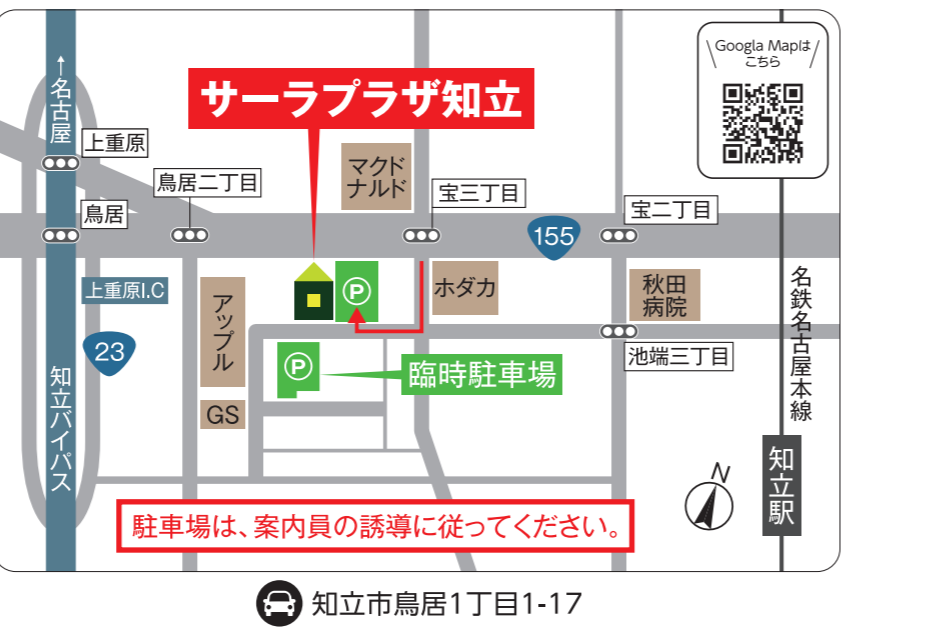 Googla Mapは
こちら
↑名古屋
上重原
サーラプラザ知立
マクド
ナルド
鳥居二丁目
宝三丁目
宝二丁目
鳥居
155
上重原I.C
アップル
P
ホダカ
秋田
病院
名鉄名古屋本線
23
池端三丁目
P
臨時駐車場
知立バイパス
GS
知立駅
N
駐車場は、案内員の誘導に従ってください。
知立市鳥居1丁目1-17